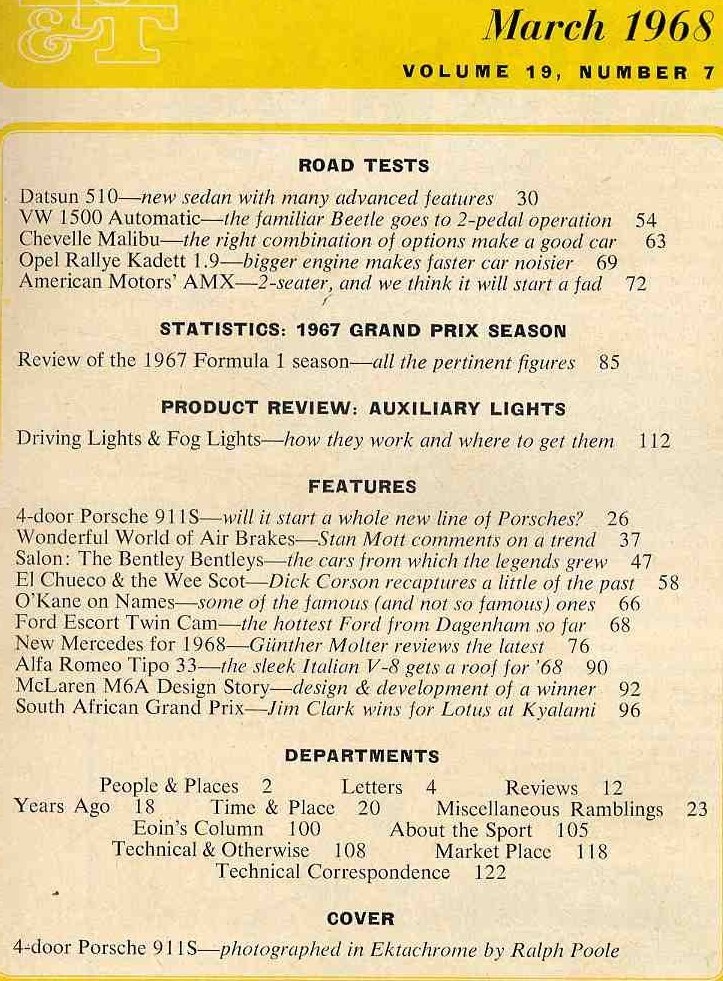 &T
March 1968
VOLUME 19, NUMBER 7
ROAD TESTS
Datsun 510—new sedan with many advanced features 30
VW 1500 Automatic—the familiar Beetle goes to 2-pedal operation 54
Chevelle Malibu—the right combination of options make a good car 63
Opel Rallye Kadett 1.9—bigger engine makes faster car noisier 69
American Motors' AMX—2-seater, and we think it will start a fad 72
STATISTICS: 1967 GRAND PRIX SEASON
Review of the 1967 Formula 1 season—all the pertinent figures 85
PRODUCT REVIEW: AUXILIARY LIGHTS
Driving Lights & Fog Lights—how they work and where to get them 112
FEATURES
4-door Porsche 911S—will it start a whole new line of Porsches? 26
Wonderful World of Air Brakes—Stan Mott comments on a trend 37
Salon: The Bentley Bentleys—the cars from which the legends grew 47
El Chueco & the Wee Scot—Dick Corson recaptures a little of the past 58
O'Kane on Names—some of the famous (and not so famous) ones 66
Ford Escort Twin Cam—the hottest Ford from Dagenham so far 68
New Mercedes for 1968—Günther Molter reviews the latest 76
Alfa Romeo Tipo 33—the sleek Italian V-8 gets a roof for '68 90
McLaren M6A Design Story—design & development of a winner 92
South African Grand Prix—Jim Clark wins for Lotus at Kyalami 96
DEPARTMENTS
People & Places 2 Letters 4 Reviews 12
Years Ago 18 Time & Place 20 Miscellaneous Ramblings 23
Eoin's Column 100 About the Sport 105
Technical & Otherwise 108 Market Place 118
Technical Correspondence 122
COVER
4-door Porsche 911S—photographed in Ektachrome by Ralph Poole